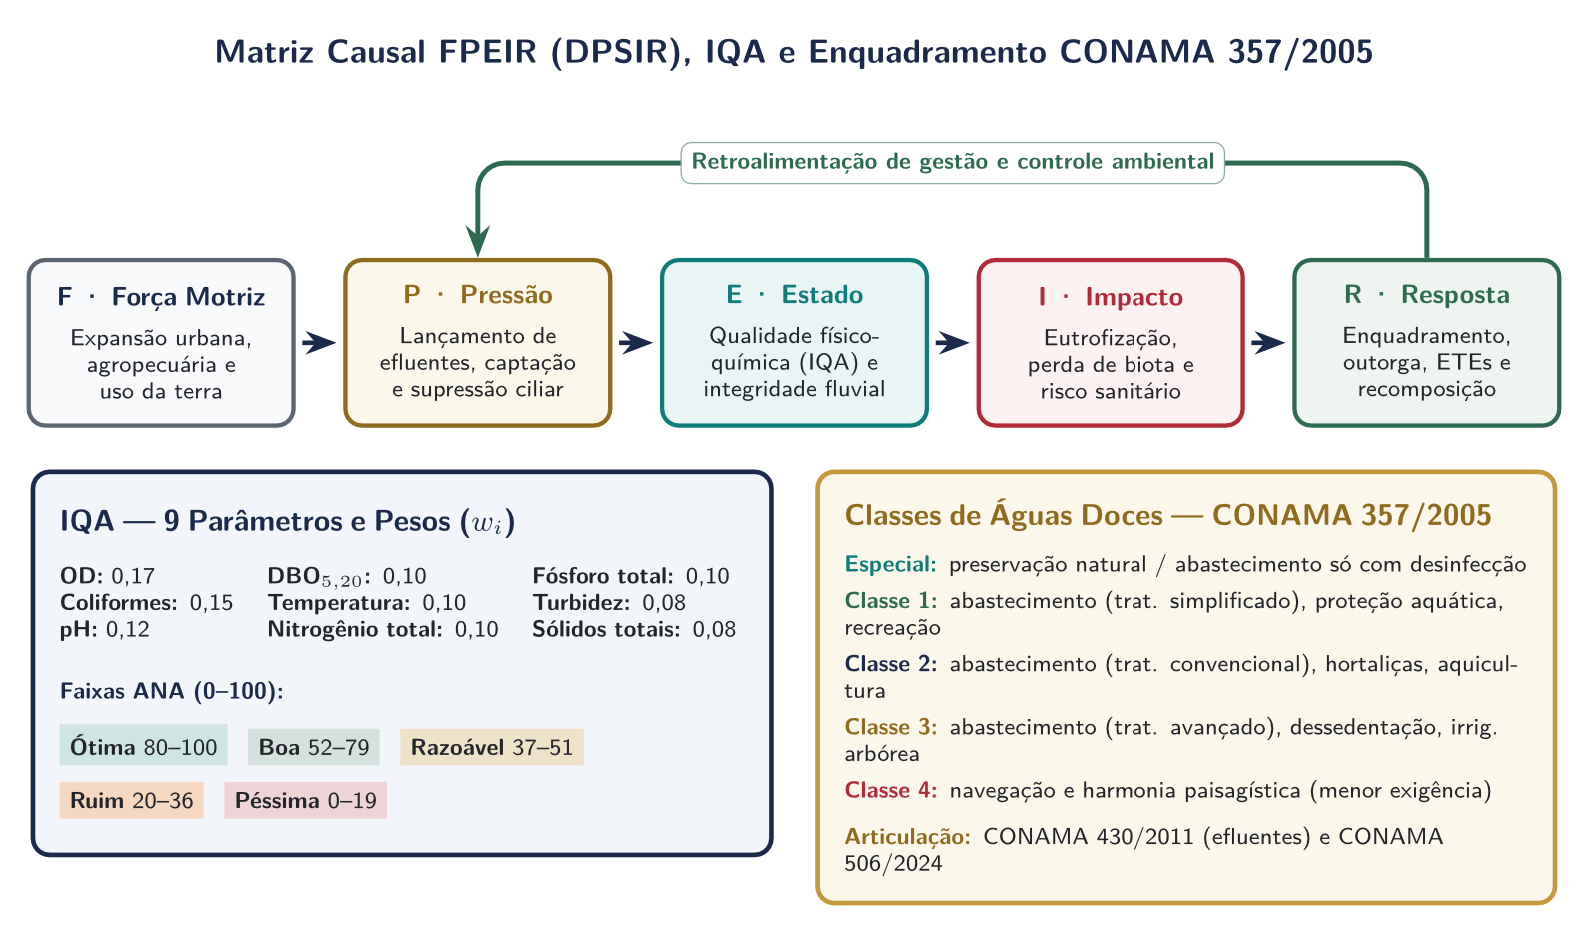 Matriz Causal FPEIR (DPSIR), IQA e Enquadramento CONAMA 357/2005
Retroalimentação de gestão e controle ambiental
F · Força Motriz
Expansão urbana,
agropecuária e
uso da terra
P · Pressão
Lançamento de
efluentes, captação
e supressão ciliar
E · Estado
Qualidade físico-
química (IQA) e
integridade fluvial
I · Impacto
Eutrofização,
perda de biota e
risco sanitário
R · Resposta
Enquadramento,
outorga, ETEs e
recomposição
IQA — 9 Parâmetros e Pesos (wᵢ)
OD: 0,17 DBO₅,₂₀: 0,10 Fósforo total: 0,10
Coliformes: 0,15 Temperatura: 0,10 Turbidez: 0,08
pH: 0,12 Nitrogênio total: 0,10 Sólidos totais: 0,08
Faixas ANA (0–100):
Ótima 80–100 Boa 52–79 Razoável 37–51
Ruim 20–36 Péssima 0–19
Classes de Águas Doces — CONAMA 357/2005
Especial: preservação natural / abastecimento só com desinfecção
Classe 1: abastecimento (trat. simplificado), proteção aquática,
recreação
Classe 2: abastecimento (trat. convencional), hortaliças, aquicul-
tura
Classe 3: abastecimento (trat. avançado), dessedentação, irrig.
arbórea
Classe 4: navegação e harmonia paisagística (menor exigência)
Articulação: CONAMA 430/2011 (efluentes) e CONAMA
506/2024